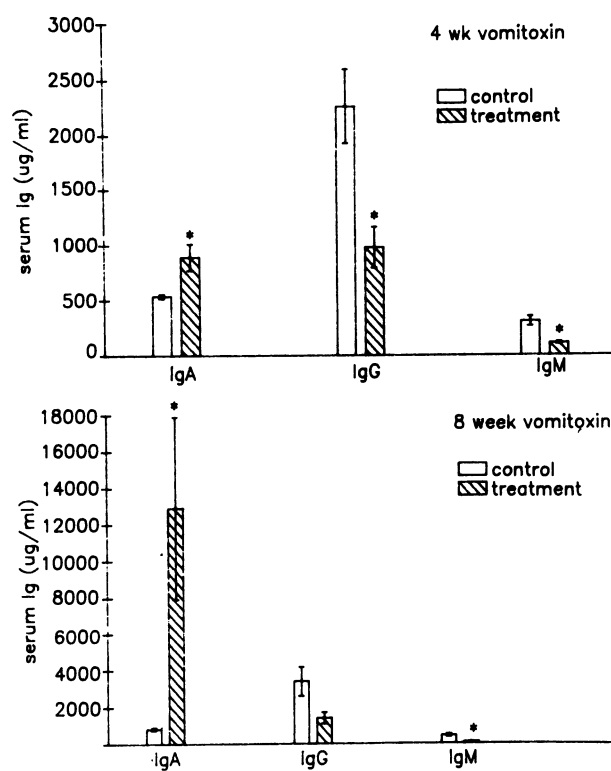 4 wk vomitoxin
control
treatment
serum Ig (ug/ml)
3000
2500
2000
1500
1000
500
0
*
*
*
IgA
IgG
IgM
8 week vomitoxin
control
treatment
serum Ig (ug/ml)
18000
16000
14000
12000
10000
8000
6000
4000
2000
*
*
IgA
IgG
IgM